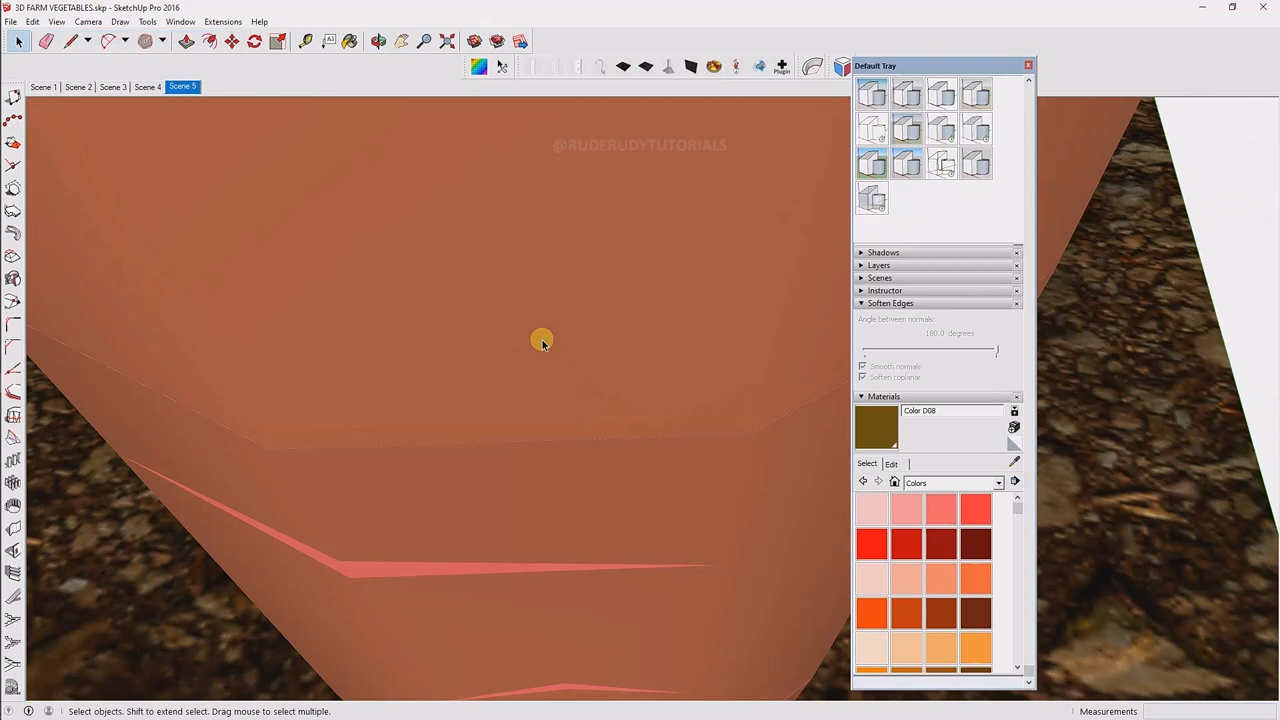 3D FARM VEGETABLES.skp - SketchUp Pro 2016
File Edit View Camera Draw Tools Window Extensions Help
A1
Plugin
Default Tray
Scene 1 Scene 2 Scene 3 Scene 4 Scene 5
@RUDERUDYTUTORIALS
Shadows
Layers
Scenes
Instructor
Soften Edges
Angle between normals:
180.0 degrees
Smooth normals
Soften coplanar
Materials
Color D08
Select Edit
Colors
Select objects. Shift to extend select. Drag mouse to select multiple.
Measurements